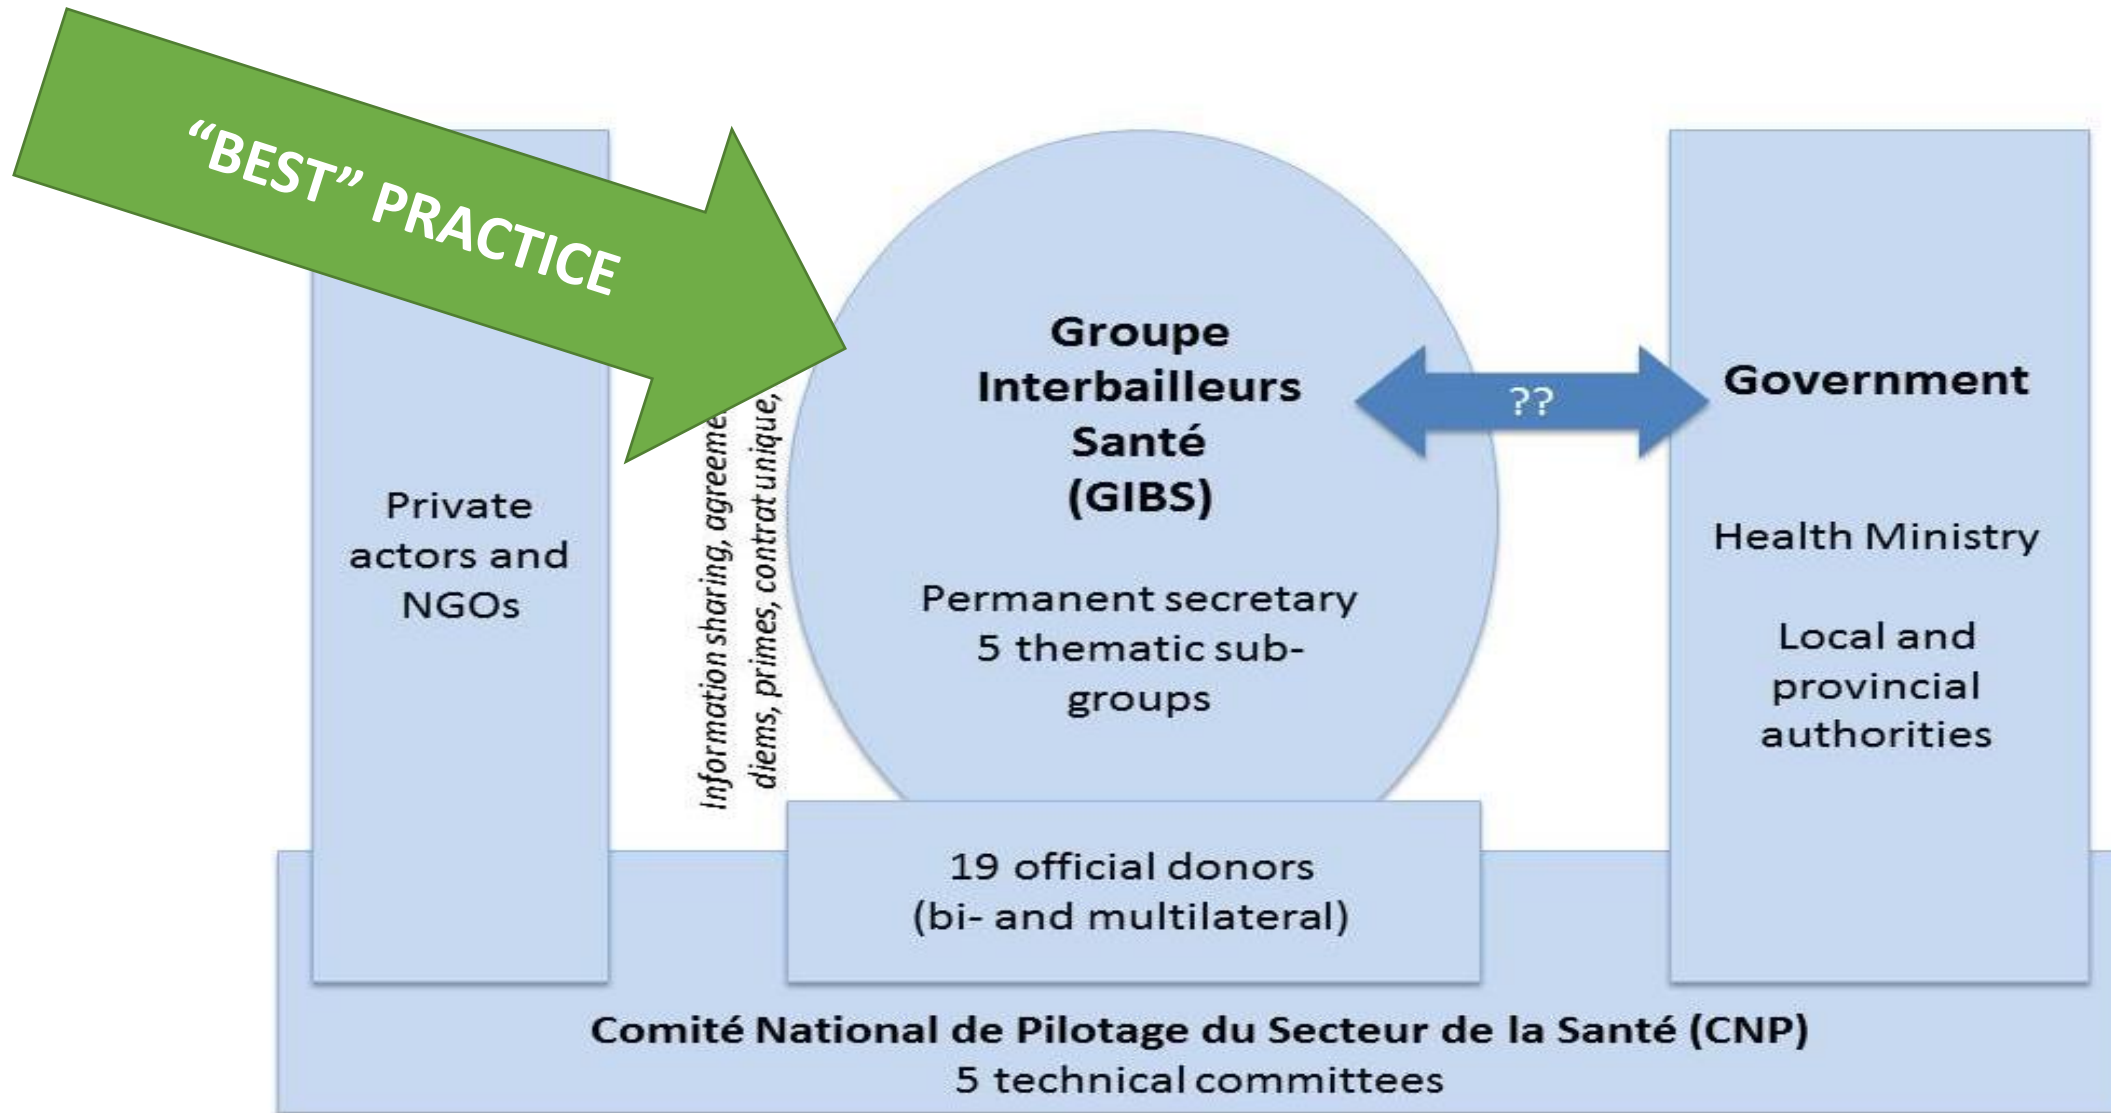 “BEST” PRACTICE
Private
actors and
NGOs
Information sharing, 
diems, primes, contrat unique,
Groupe
Interbailleurs
Santé
(GIBS)
Permanent secretary
5 thematic sub-
groups
??
Government
Health Ministry
Local and
provincial
authorities
19 official donors
(bi- and multilateral)
Comité National de Pilotage du Secteur de la Santé (CNP)
5 technical committees